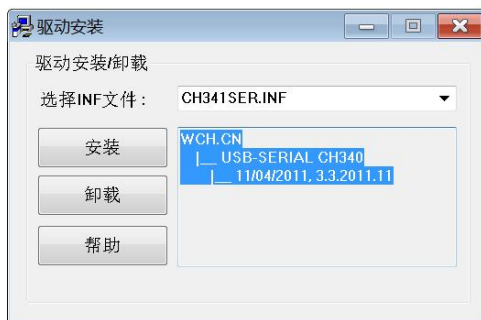 驱动安装
驱动安装/卸载
选择INF文件：
CH341SER.INF
安装
WCH.CN
|__ USB-SERIAL CH340
|__ 11/04/2011, 3.3.2011.11
卸载
帮助